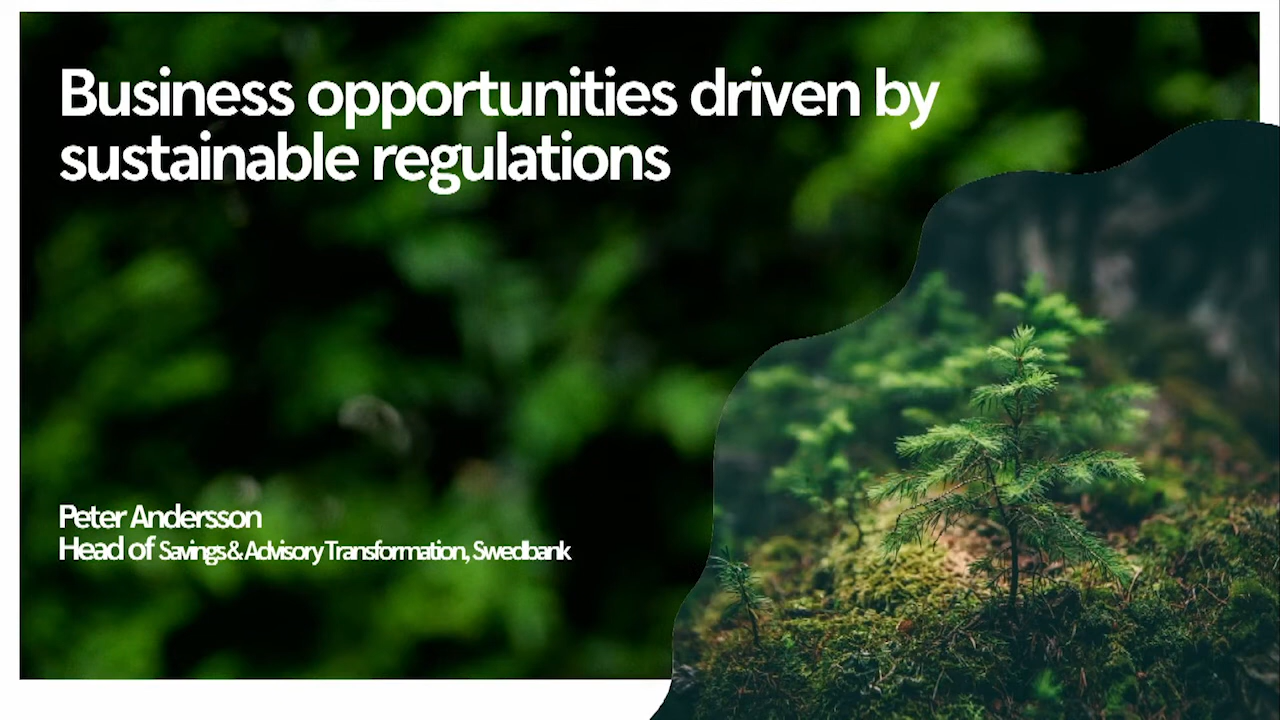 Business opportunities driven by
sustainable regulations
Peter Andersson
Head of Savings & Advisory Transformation, Swedbank